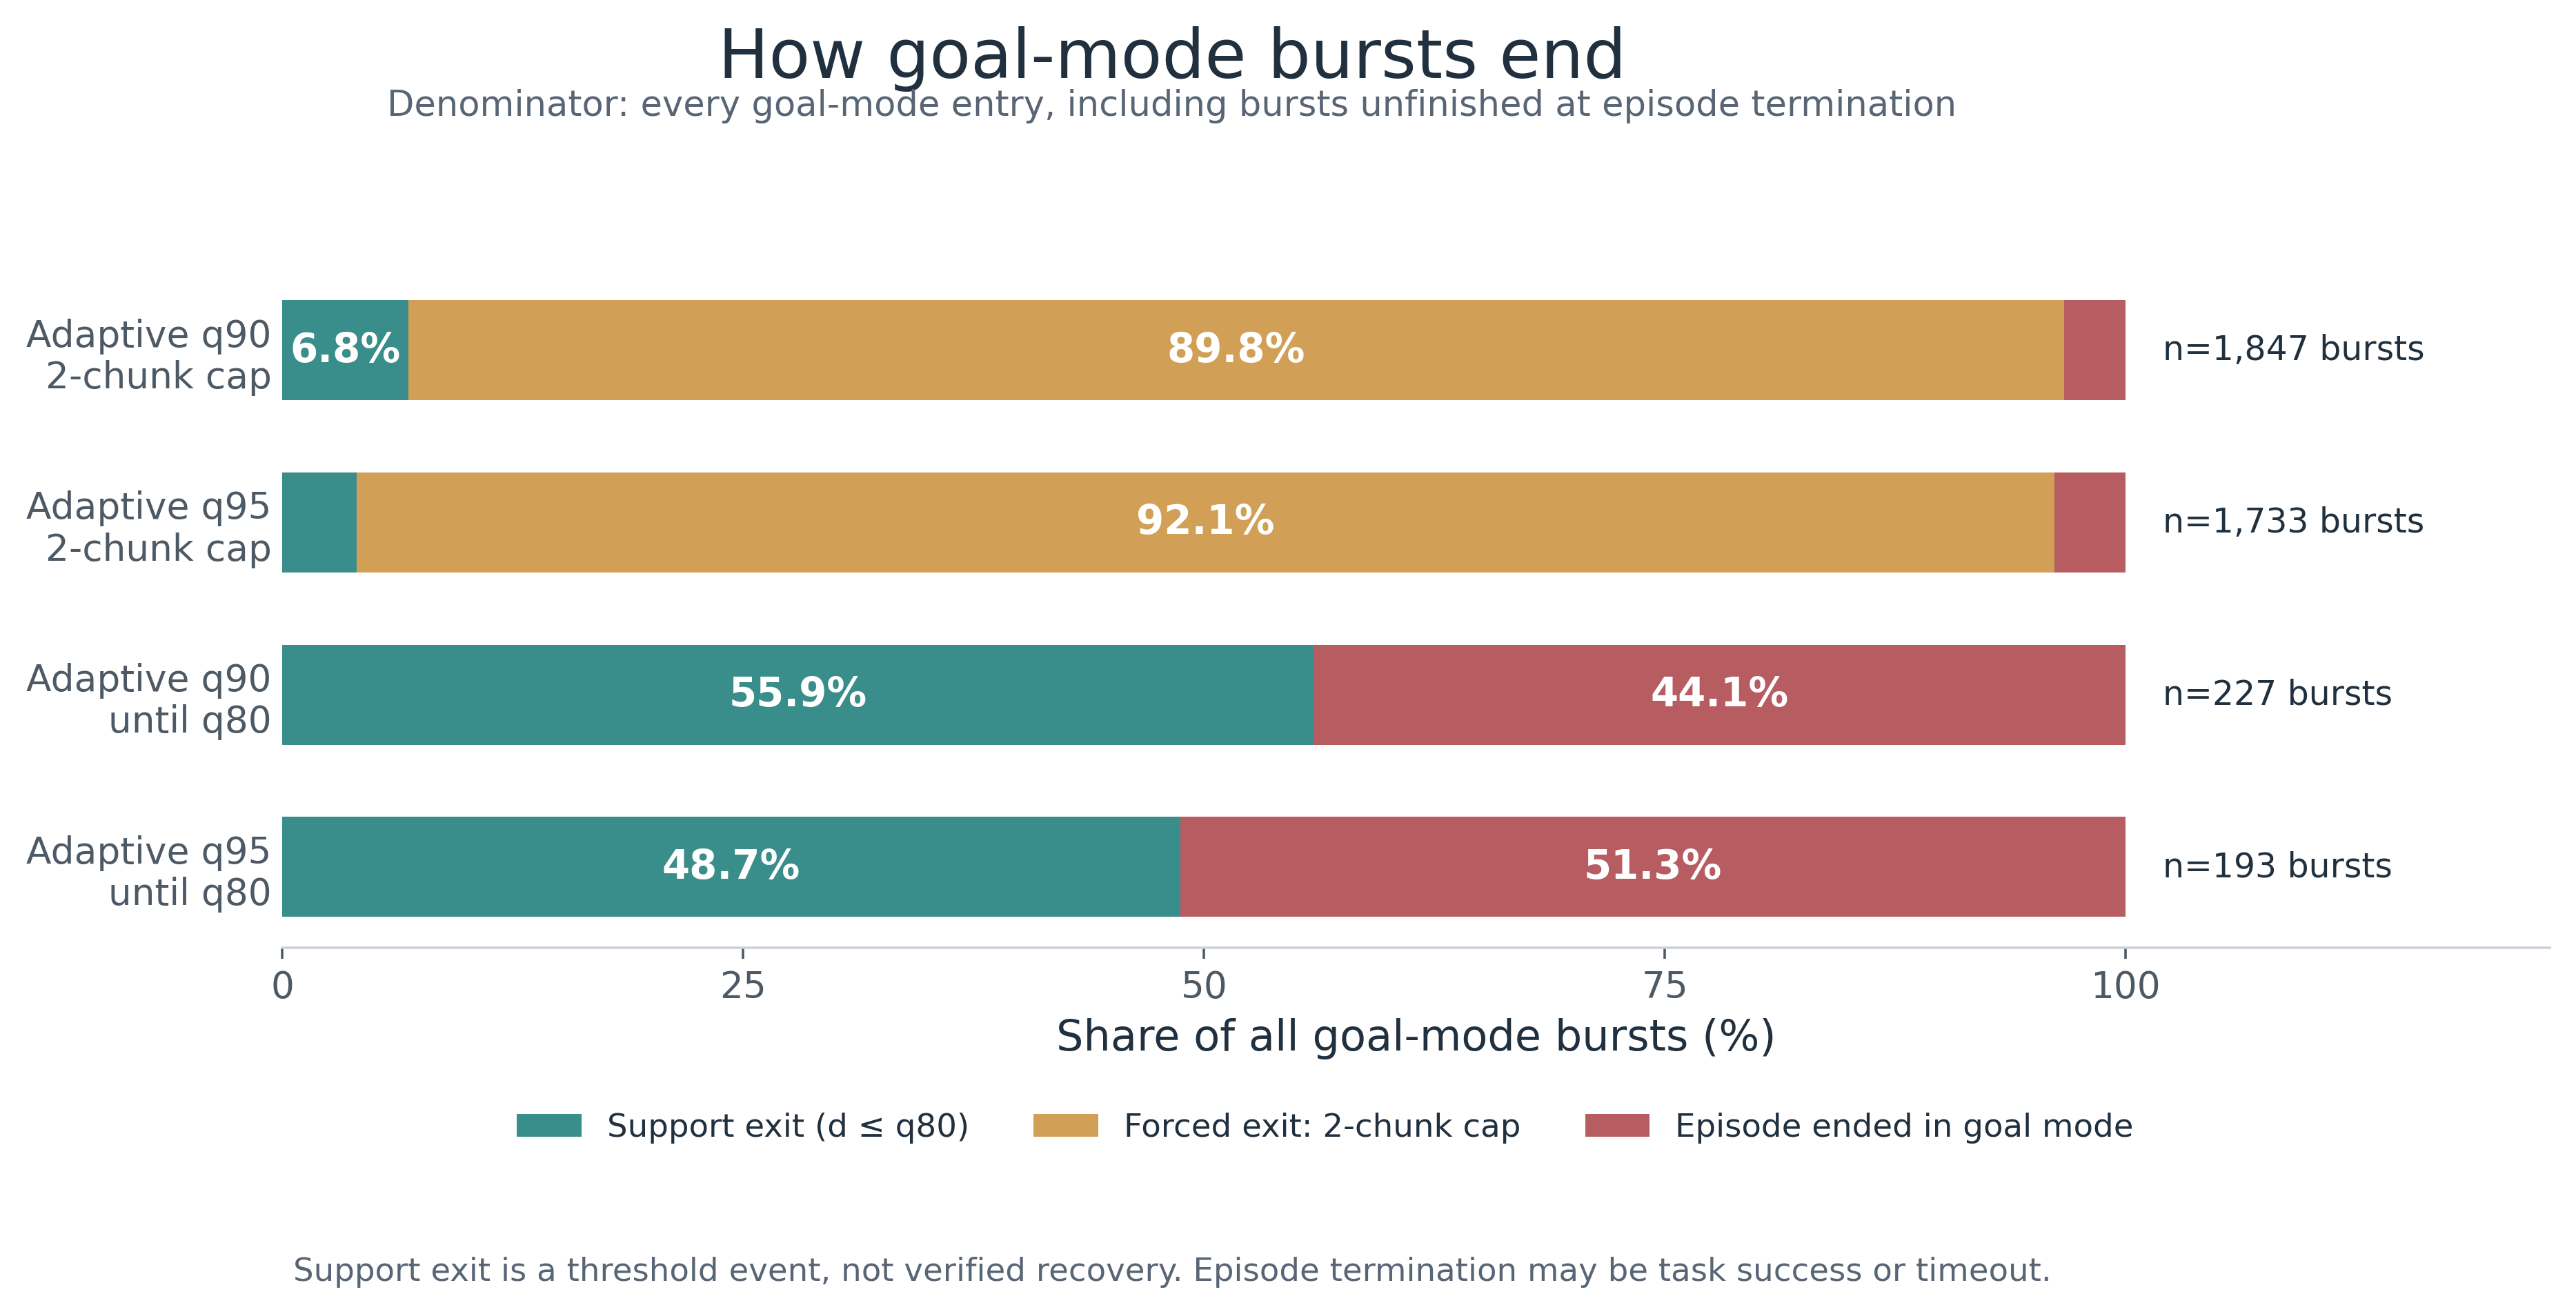 How goal-mode bursts end
Denominator: every goal-mode entry, including bursts unfinished at episode termination
Adaptive q90
2-chunk cap
6.8%
89.8%
n=1,847 bursts
Adaptive q95
2-chunk cap
92.1%
n=1,733 bursts
Adaptive q90
until q80
55.9%
44.1%
n=227 bursts
Adaptive q95
until q80
48.7%
51.3%
n=193 bursts
0 25 50 75 100
Share of all goal-mode bursts (%)
Support exit (d ≤ q80)
Forced exit: 2-chunk cap
Episode ended in goal mode
Support exit is a threshold event, not verified recovery. Episode termination may be task success or timeout.